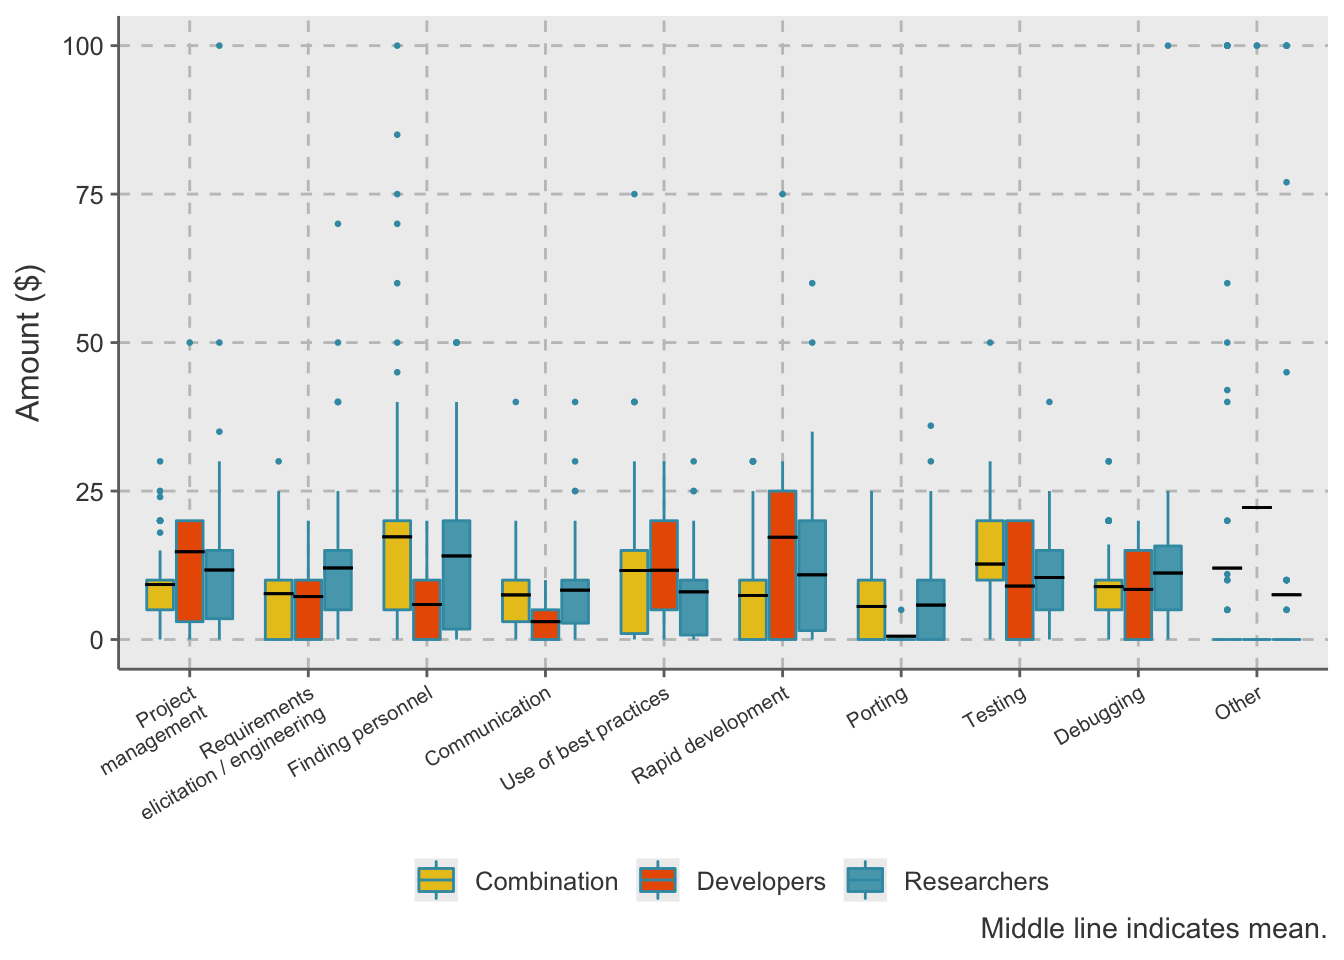 100
75
50
25
0
Amount ($)
Project
management
Requirements
elicitation / engineering
Finding personnel
Communication
Use of best practices
Rapid development
Porting
Testing
Debugging
Other
Combination
Developers
Researchers
Middle line indicates mean.